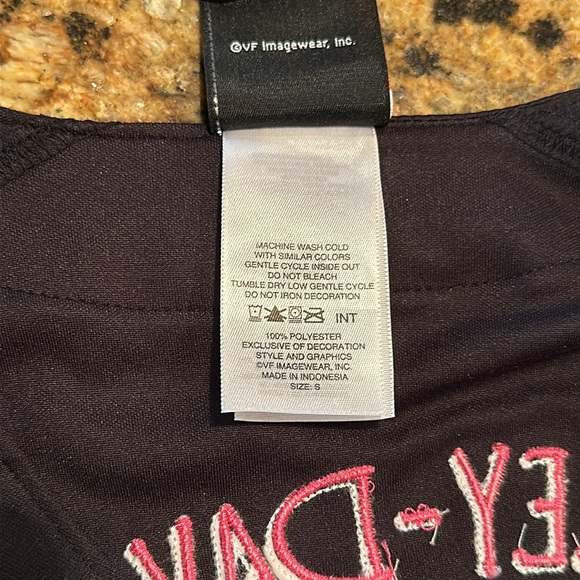 ©VF Imagewear, Inc.
MACHINE WASH COLD
WITH SIMILAR COLORS
GENTLE CYCLE INSIDE OUT
DO NOT BLEACH
TUMBLE DRY LOW GENTLE CYCLE
DO NOT IRON DECORATION
INT
100% POLYESTER
EXCLUSIVE OF DECORATION
STYLE AND GRAPHICS
©VF IMAGEWEAR, INC.
MADE IN INDONESIA
SIZE: S